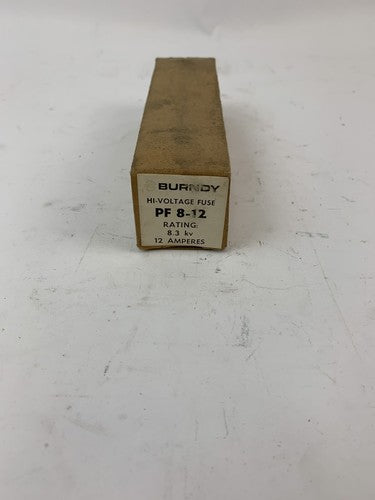 BURNDY
HI-VOLTAGE FUSE
PF 8-12
RATING:
8.3 kv
12 AMPERES